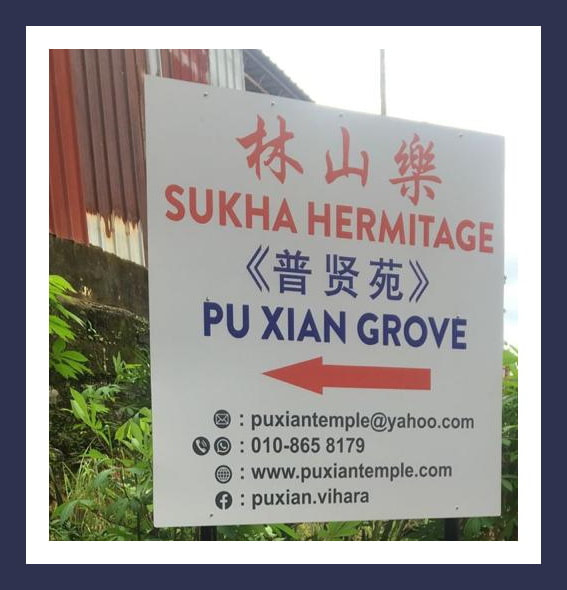 林山樂
SUKHA HERMITAGE
《普贤苑》
PU XIAN GROVE
: puxiantemple@yahoo.com
: 010-865 8179
: www.puxiantemple.com
: puxian.vihara